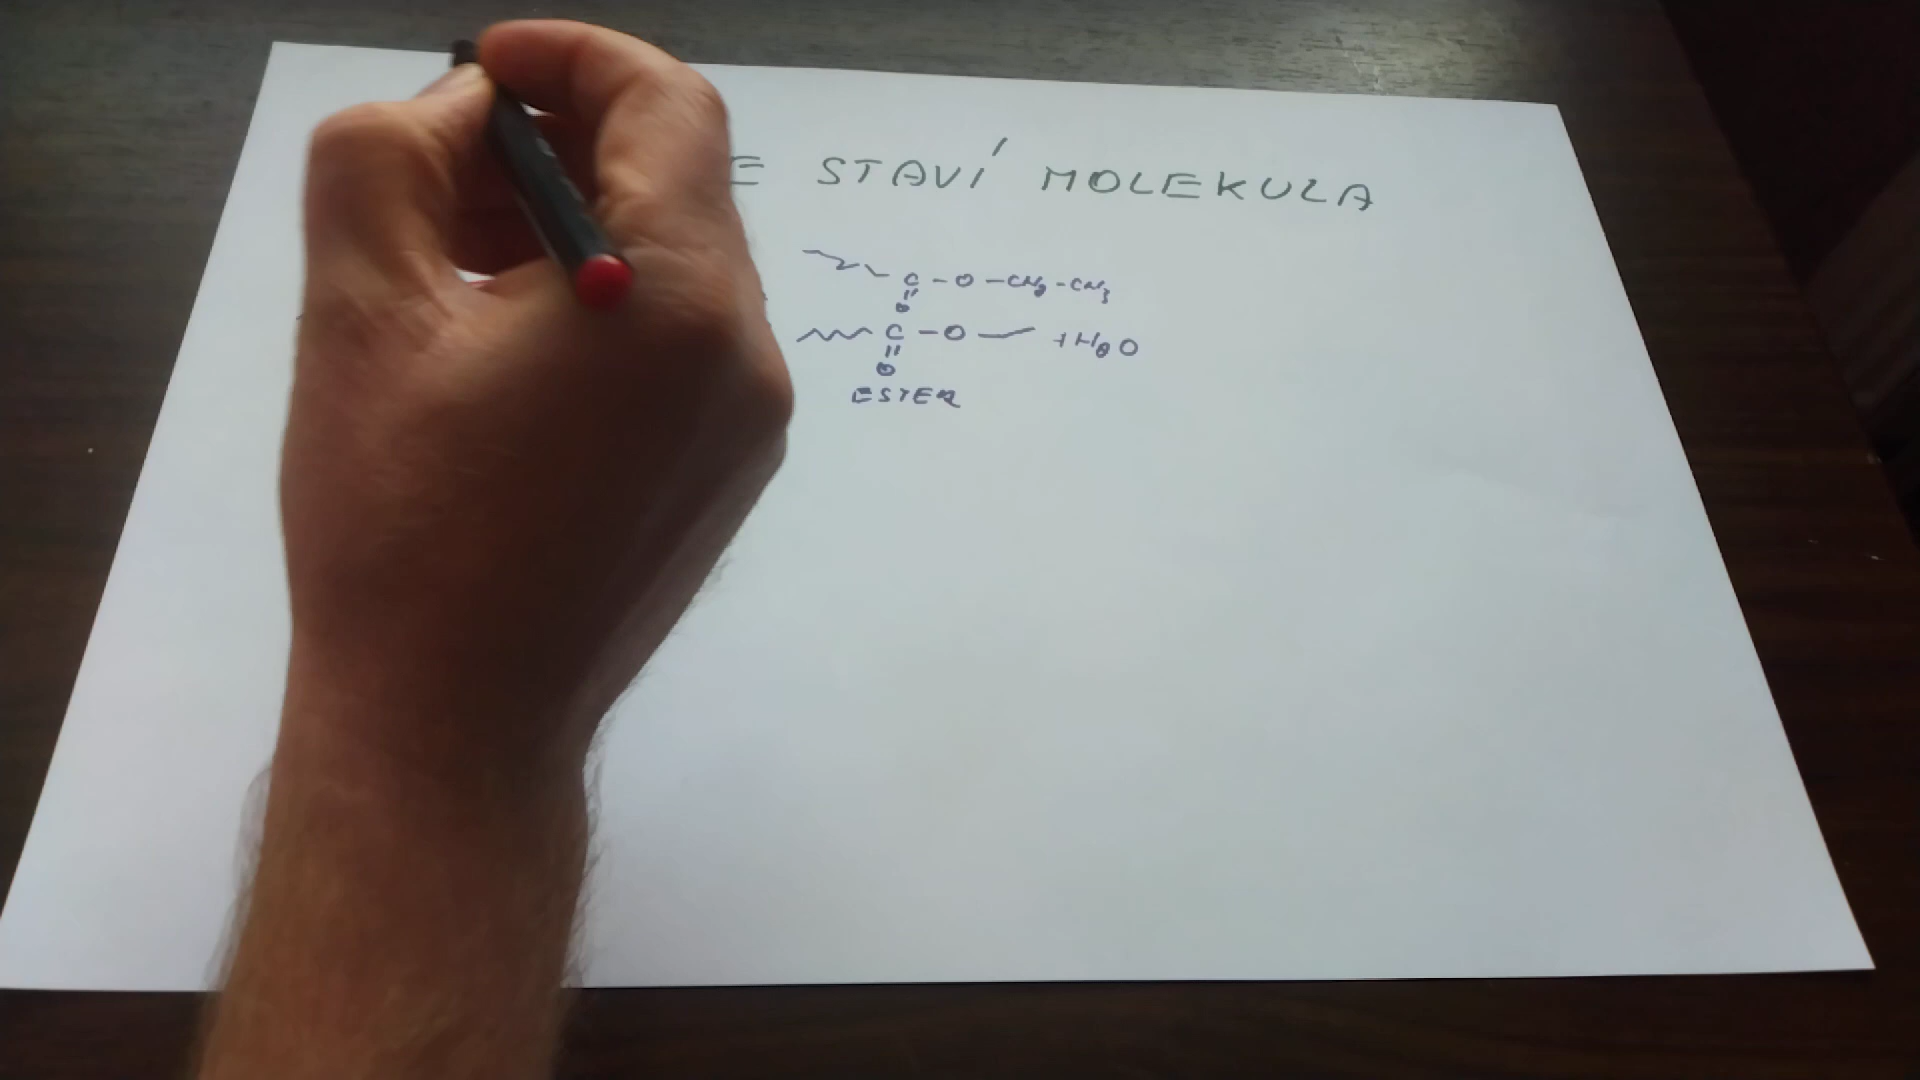 E STAVÍ MOLEKULA
C - O - CH2 - CH3
O
C - O + H2O
O
ESTER